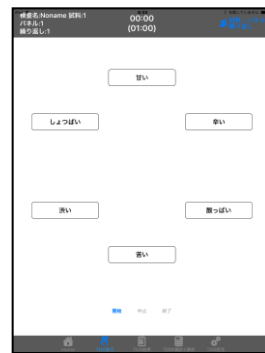 検査名:Noname 試料:1
パネル:1
繰り返し:1
00:00
(01:00)
甘い
しょっぱい
辛い
渋い
酸っぱい
苦い
開始 中止 終了
Home